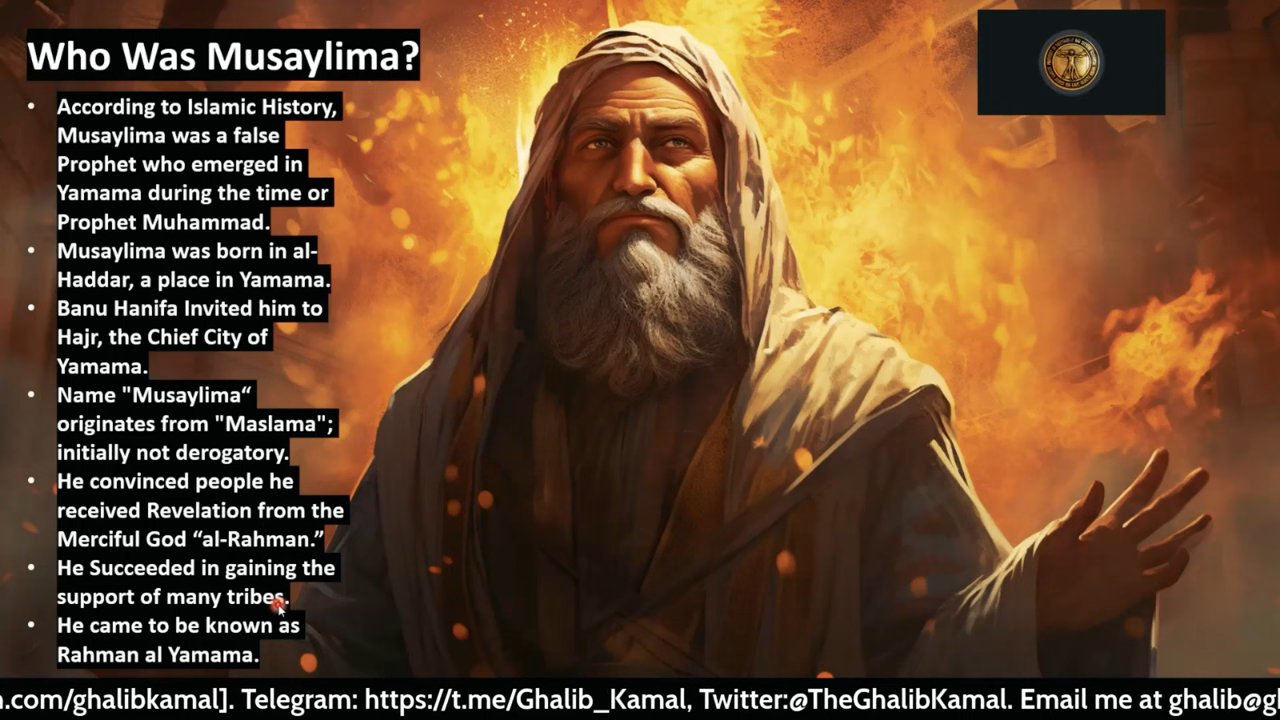 Who Was Musaylima?
• According to Islamic History,
Musaylima was a false
Prophet who emerged in
Yamama during the time or
Prophet Muhammad.
• Musaylima was born in al-
Haddar, a place in Yamama.
• Banu Hanifa Invited him to
Hajr, the Chief City of
Yamama.
• Name "Musaylima“
originates from "Maslama";
initially not derogatory.
• He convinced people he
received Revelation from the
Merciful God “al-Rahman.”
• He Succeeded in gaining the
support of many tribes.
• He came to be known as
Rahman al Yamama.
.com/ghalibkamal]. Telegram: https://t.me/Ghalib_Kamal, Twitter:@TheGhalibKamal. Email me at ghalib@g